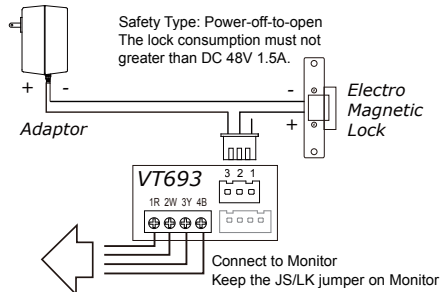 Safety Type: Power-off-to-open
The lock consumption must not
greater than DC 48V 1.5A.
+ -
Adaptor
-
+
Electro
Magnetic
Lock
VT693
3 2 1
1R 2W 3Y 4B
Connect to Monitor
Keep the JS/LK jumper on Monitor